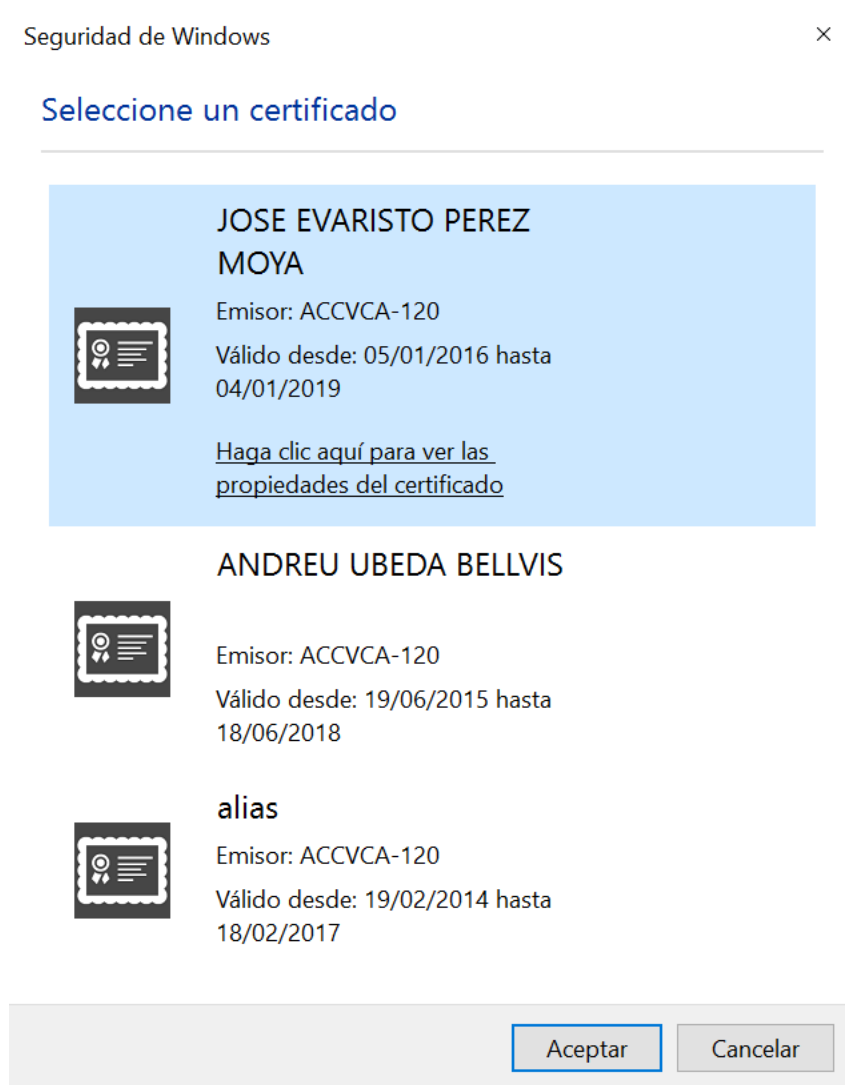 Seguridad de Windows
Seleccione un certificado
JOSE EVARISTO PEREZ
MOYA
Emisor: ACCVCA-120
Válido desde: 05/01/2016 hasta
04/01/2019
Haga clic aquí para ver las
propiedades del certificado
ANDREU UBEDA BELLVIS
Emisor: ACCVCA-120
Válido desde: 19/06/2015 hasta
18/06/2018
alias
Emisor: ACCVCA-120
Válido desde: 19/02/2014 hasta
18/02/2017
Aceptar
Cancelar